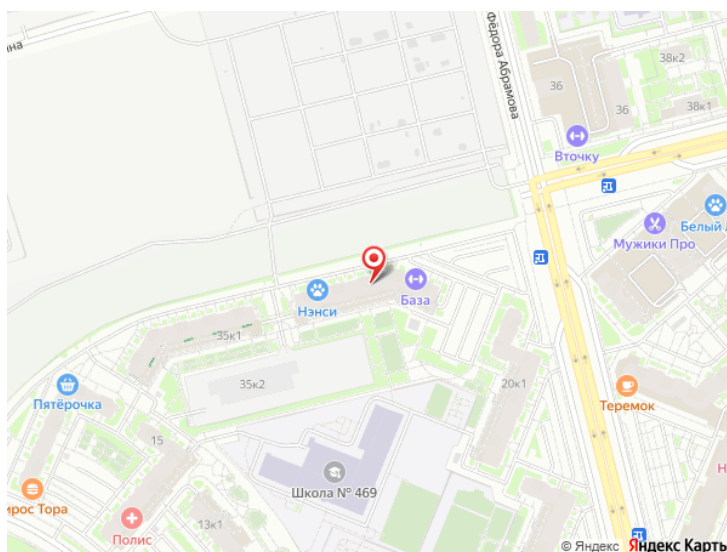 на
Фёдора Абрамова
38к2
36
36
38к1
Вточку
Белый Л
Мужики Про
База
Нэнси
35к1
35к2
20к1
Пятёрочка
Теремок
15
Школа № 469
ирос Тора
Полис
13к1
Н
© Яндекс Яндекс Карты